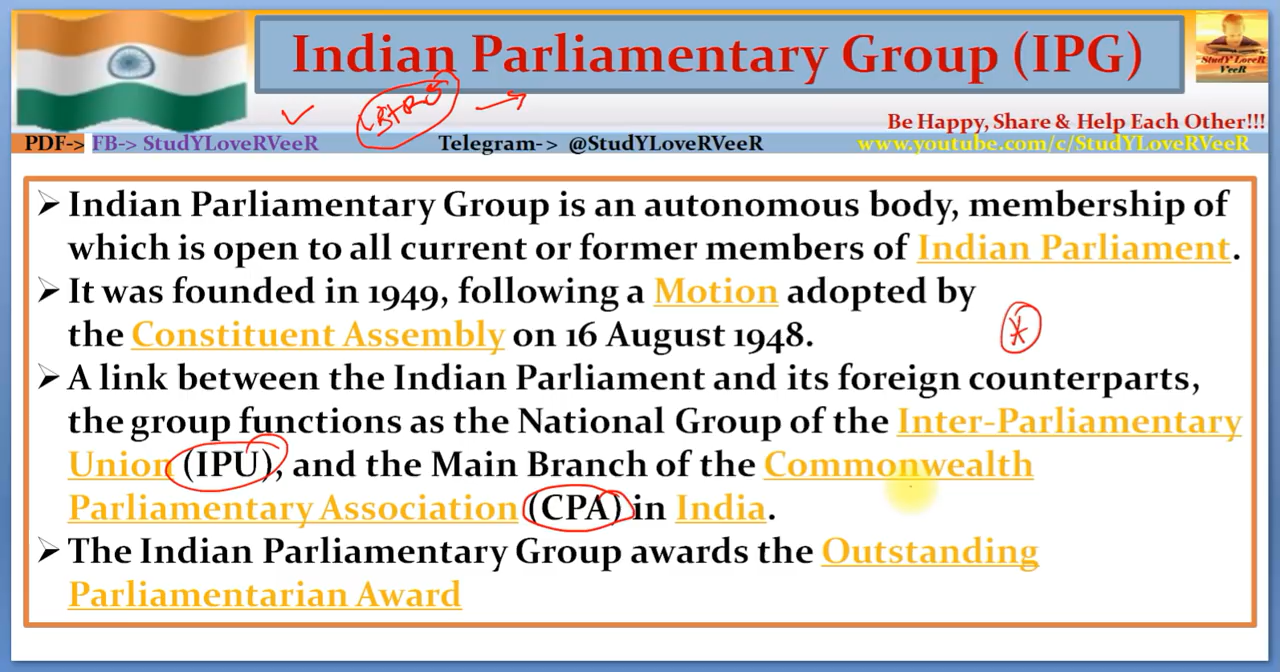 Indian Parliamentary Group (IPG)
StudY LoveR
VeeR
Be Happy, Share & Help Each Other!!!
PDF-> FB-> StudYLoveRVeeR Telegram-> @StudYLoveRVeeR www.youtube.com/c/StudYLoveRVeeR
➢ Indian Parliamentary Group is an autonomous body, membership of
which is open to all current or former members of Indian Parliament.
➢ It was founded in 1949, following a Motion adopted by
the Constituent Assembly on 16 August 1948.
➢ A link between the Indian Parliament and its foreign counterparts,
the group functions as the National Group of the Inter-Parliamentary
Union (IPU), and the Main Branch of the Commonwealth
Parliamentary Association (CPA) in India.
➢ The Indian Parliamentary Group awards the Outstanding
Parliamentarian Award